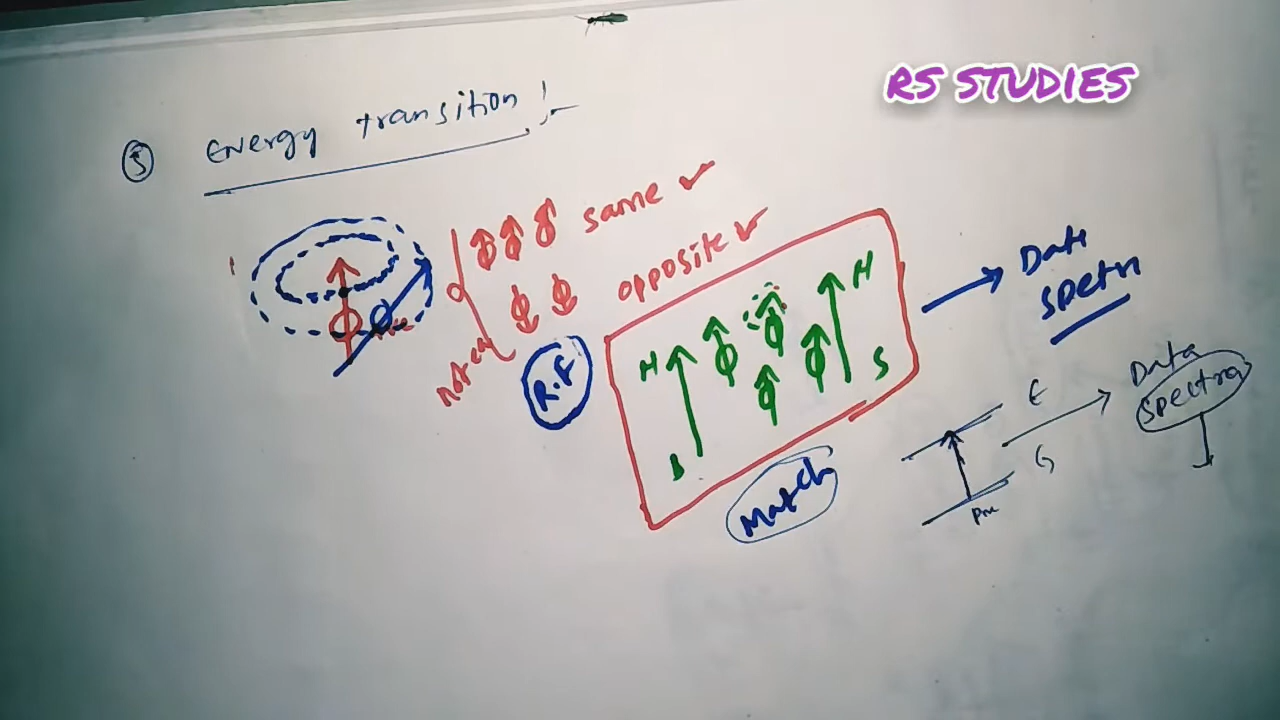 RS STUDIES
5 Energy transition :-
same ✓
opposite ✓
R.F
H
H
B
S
Match
Data
Spectra
E
G
Data
Spectra